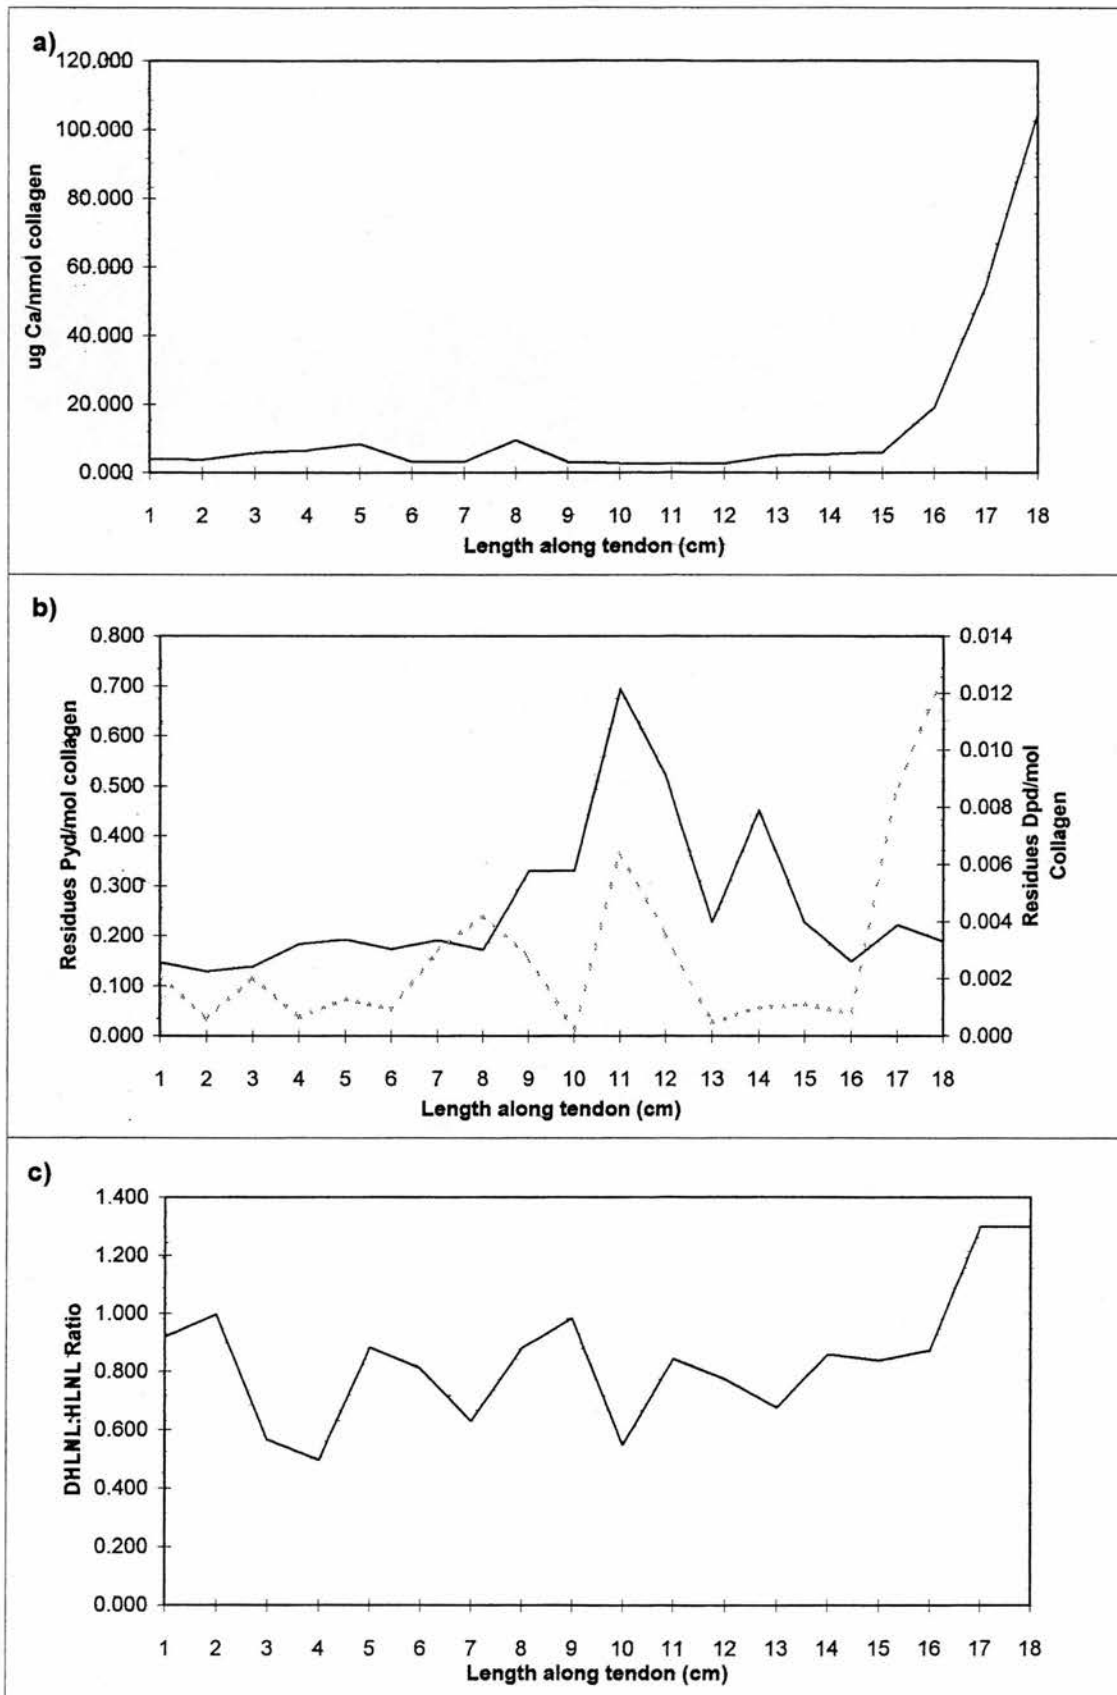 a)
120.000
100.000
80.000
60.000
40.000
20.000
0.000
ug Ca/nmol collagen
1 2 3 4 5 6 7 8 9 10 11 12 13 14 15 16 17 18
Length along tendon (cm)
b)
0.800
0.700
0.600
0.500
0.400
0.300
0.200
0.100
0.000
Residues Pyd/mol collagen
0.014
0.012
0.010
0.008
0.006
0.004
0.002
0.000
Residues Dpd/mol
Collagen
1 2 3 4 5 6 7 8 9 10 11 12 13 14 15 16 17 18
Length along tendon (cm)
c)
1.400
1.200
1.000
0.800
0.600
0.400
0.200
0.000
DHLNL:HLNL Ratio
1 2 3 4 5 6 7 8 9 10 11 12 13 14 15 16 17 18
Length along tendon (cm)